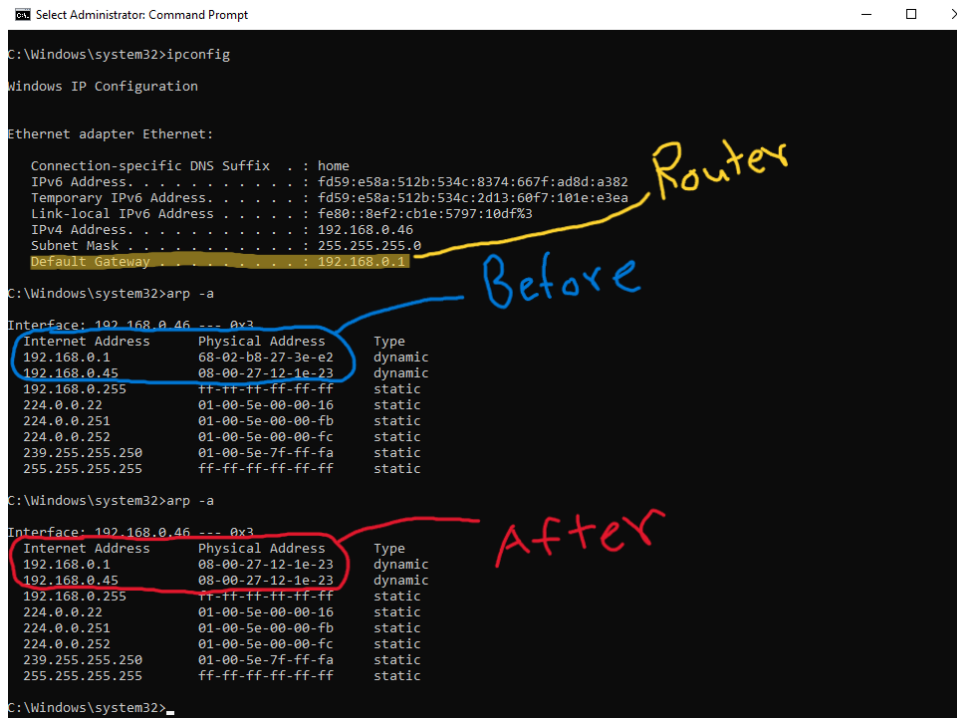 Select Administrator: Command Prompt
C:\Windows\system32>ipconfig
Windows IP Configuration
Ethernet adapter Ethernet:
Connection-specific DNS Suffix . : home
IPv6 Address. . . . . . . . . . . : fd59:e58a:512b:534c:8374:667f:ad8d:a382
Temporary IPv6 Address. . . . . . : fd59:e58a:512b:534c:2d13:60f7:101e:e3ea
Link-local IPv6 Address . . . . . : fe80::8ef2:cb1e:5797:10df%3
IPv4 Address. . . . . . . . . . . : 192.168.0.46
Subnet Mask . . . . . . . . . . . : 255.255.255.0
Default Gateway . . . . . . . . . : 192.168.0.1
Router
C:\Windows\system32>arp -a
Before
Interface: 192.168.0.46 --- 0x3
Internet Address Physical Address Type
192.168.0.1 68-02-b8-27-3e-e2 dynamic
192.168.0.45 08-00-27-12-1e-23 dynamic
192.168.0.255 ff-ff-ff-ff-ff-ff static
224.0.0.22 01-00-5e-00-00-16 static
224.0.0.251 01-00-5e-00-00-fb static
224.0.0.252 01-00-5e-00-00-fc static
239.255.255.250 01-00-5e-7f-ff-fa static
255.255.255.255 ff-ff-ff-ff-ff-ff static
C:\Windows\system32>arp -a
After
Interface: 192.168.0.46 --- 0x3
Internet Address Physical Address Type
192.168.0.1 08-00-27-12-1e-23 dynamic
192.168.0.45 08-00-27-12-1e-23 dynamic
192.168.0.255 ff-ff-ff-ff-ff-ff static
224.0.0.22 01-00-5e-00-00-16 static
224.0.0.251 01-00-5e-00-00-fb static
224.0.0.252 01-00-5e-00-00-fc static
239.255.255.250 01-00-5e-7f-ff-fa static
255.255.255.255 ff-ff-ff-ff-ff-ff static
C:\Windows\system32>